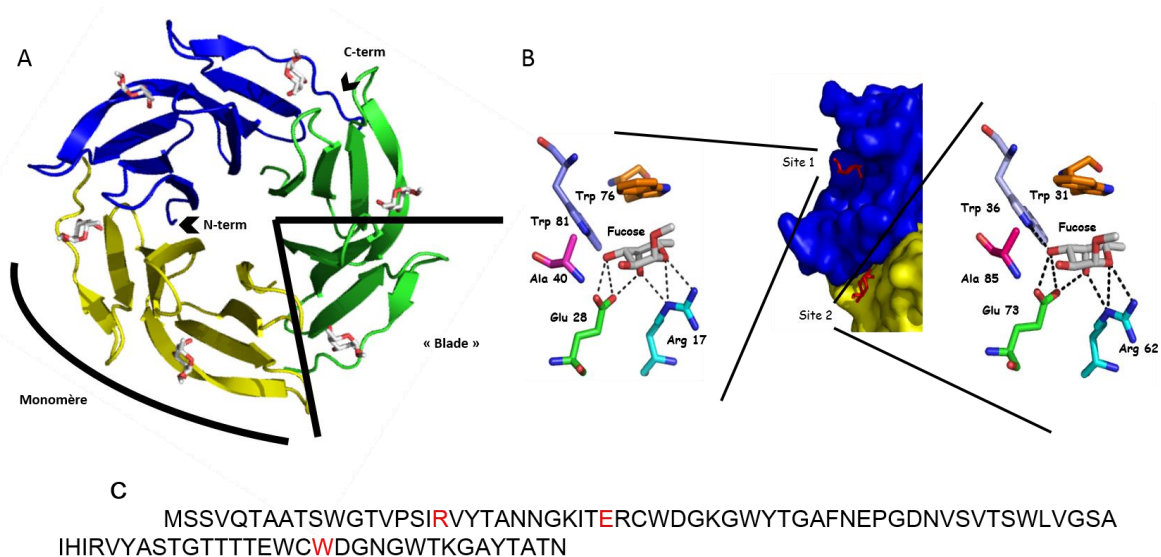 A
C-term
N-term
« Blade »
Monomère
B
Site 1
Trp 76
Trp 81
Fucose
Ala 40
Glu 28
Arg 17
Site 2
Trp 31
Trp 36
Fucose
Ala 85
Glu 73
Arg 62
C
MSSVQTAATSWGTVPSIRVYTANNGKITERCWDGKGWYTGAFNEPGDNVSVTSWLVGSA
IHIRVYASTGTTTTEWCWDGNGWTKGAYTATN